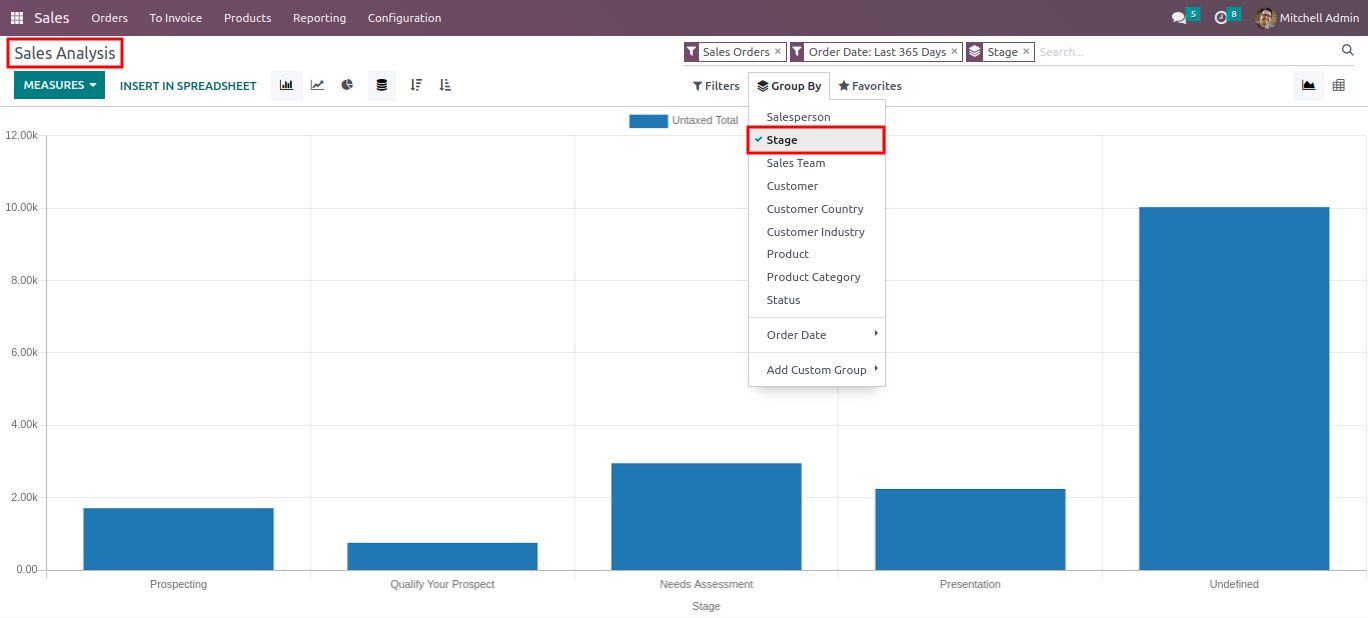 Sales Orders To Invoice Products Reporting Configuration 5 8 Mitchell Admin
Sales Analysis Sales Orders × Order Date: Last 365 Days × Stage × Search...
MEASURES INSERT IN SPREADSHEET Filters Group By Favorites
Untaxed Total
Salesperson
Stage
Sales Team
Customer
Customer Country
Customer Industry
Product
Product Category
Status
Order Date
Add Custom Group
12.00k
10.00k
8.00k
6.00k
4.00k
2.00k
0.00
Prospecting Qualify Your Prospect Needs Assessment Presentation Undefined
Stage